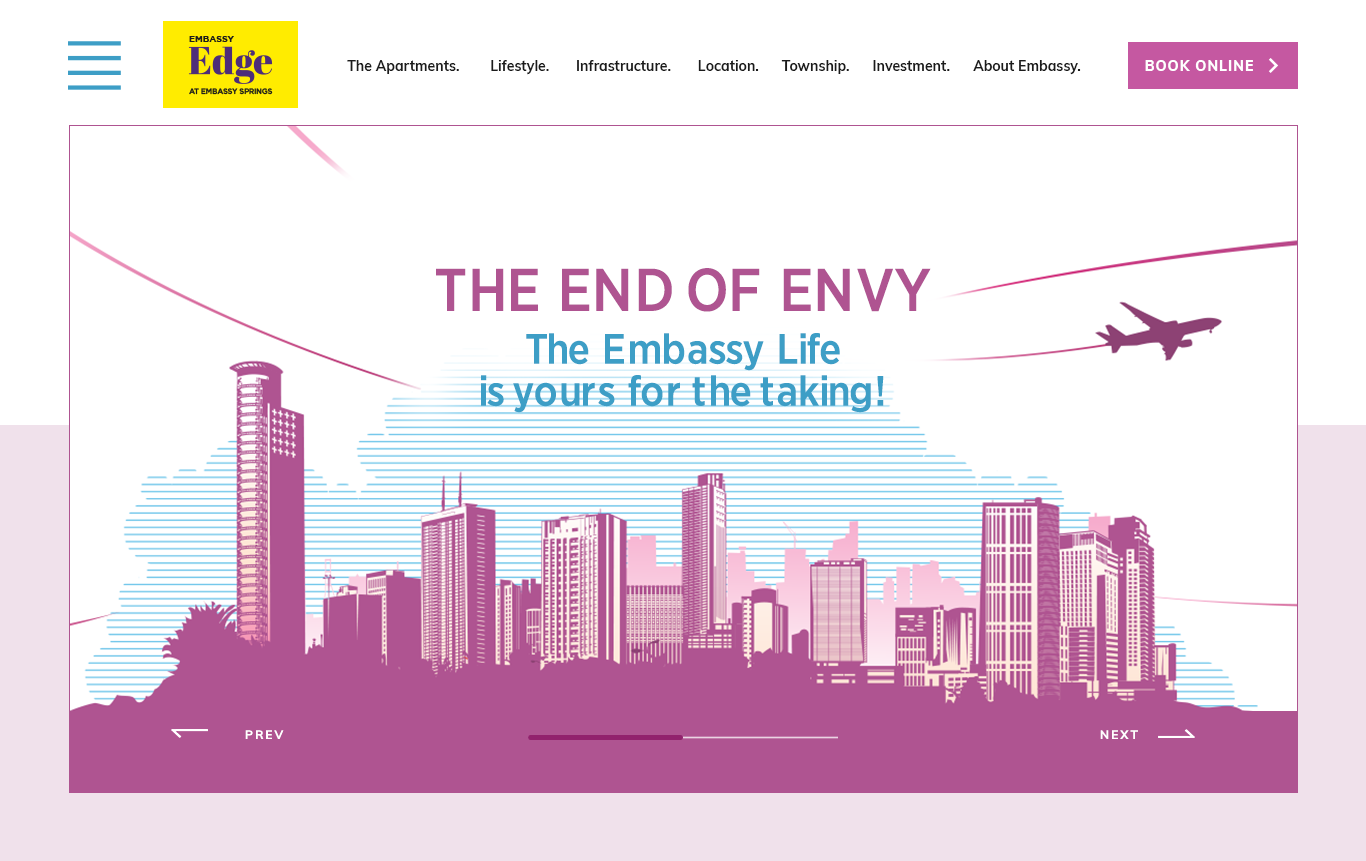 EMBASSY
Edge
AT EMBASSY SPRINGS
The Apartments. Lifestyle. Infrastructure. Location. Township. Investment. About Embassy.
BOOK ONLINE
THE END OF ENVY
The Embassy Life
is yours for the taking!
PREV
NEXT